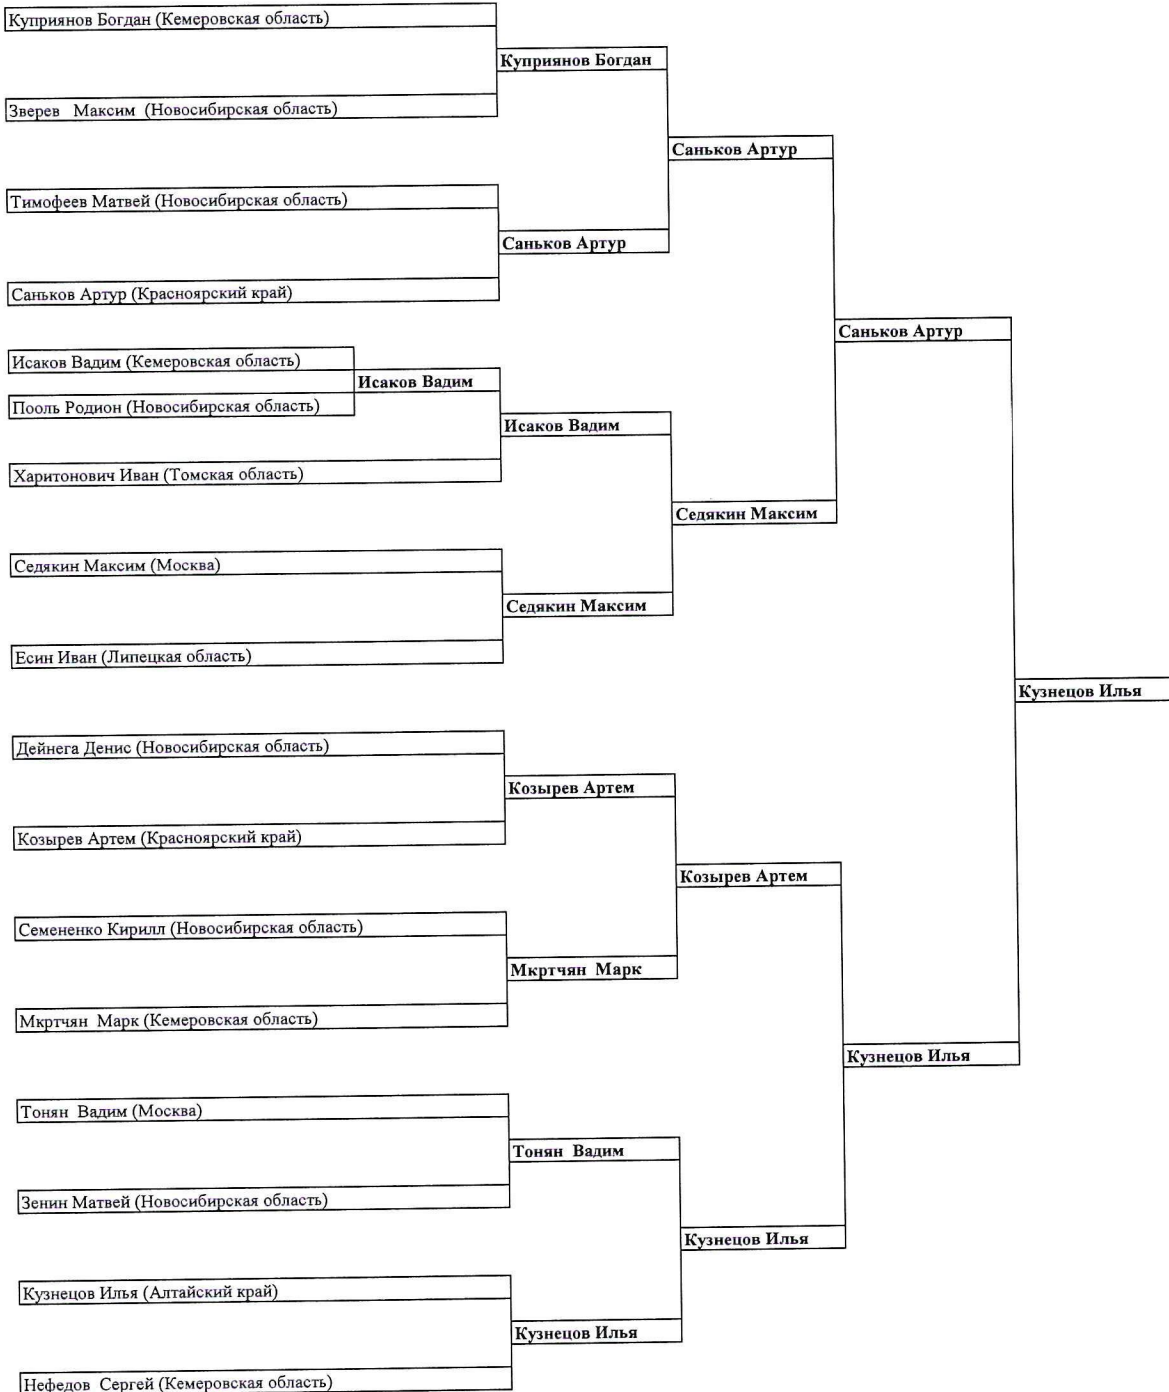 Куприянов Богдан (Кемеровская область)
Куприянов Богдан
Зверев Максим (Новосибирская область)
Саньков Артур
Тимофеев Матвей (Новосибирская область)
Саньков Артур
Саньков Артур (Красноярский край)
Саньков Артур
Исаков Вадим (Кемеровская область)
Исаков Вадим
Пооль Родион (Новосибирская область)
Исаков Вадим
Харитонович Иван (Томская область)
Седякин Максим
Седякин Максим (Москва)
Седякин Максим
Есин Иван (Липецкая область)
Кузнецов Илья
Дейнега Денис (Новосибирская область)
Козырев Артем
Козырев Артем (Красноярский край)
Козырев Артем
Семененко Кирилл (Новосибирская область)
Мкртчян Марк
Мкртчян Марк (Кемеровская область)
Кузнецов Илья
Тонян Вадим (Москва)
Тонян Вадим
Зенин Матвей (Новосибирская область)
Кузнецов Илья
Кузнецов Илья (Алтайский край)
Кузнецов Илья
Нефедов Сергей (Кемеровская область)